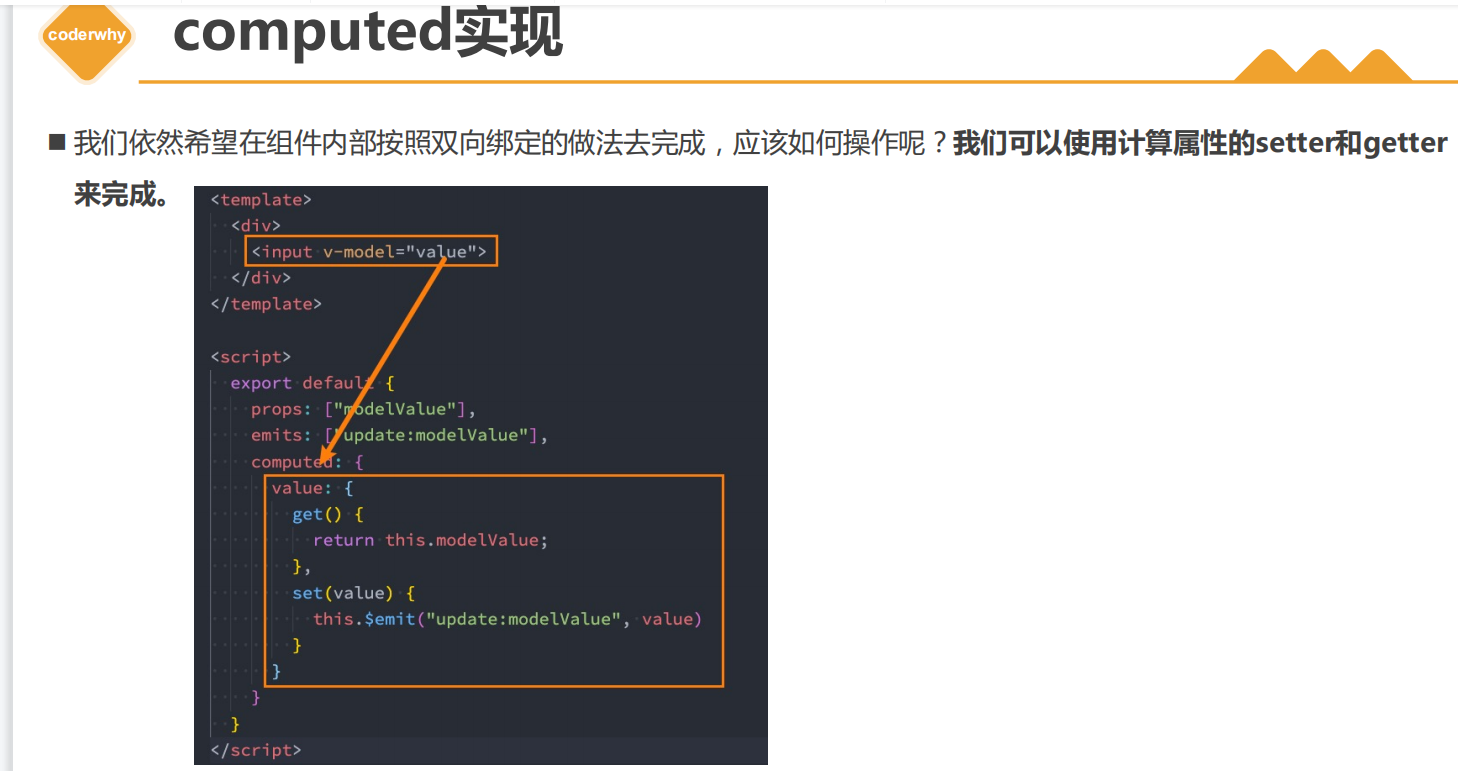 coderwhy
computed实现
■ 我们依然希望在组件内部按照双向绑定的做法去完成，应该如何操作呢？我们可以使用计算属性的setter和getter
来完成。
<template>
  <div>
    <input v-model="value">
  </div>
</template>

<script>
  export default {
    props: ["modelValue"],
    emits: ["update:modelValue"],
    computed: {
      value: {
        get() {
          return this.modelValue;
        },
        set(value) {
          this.$emit("update:modelValue", value)
        }
      }
    }
  }
</script>